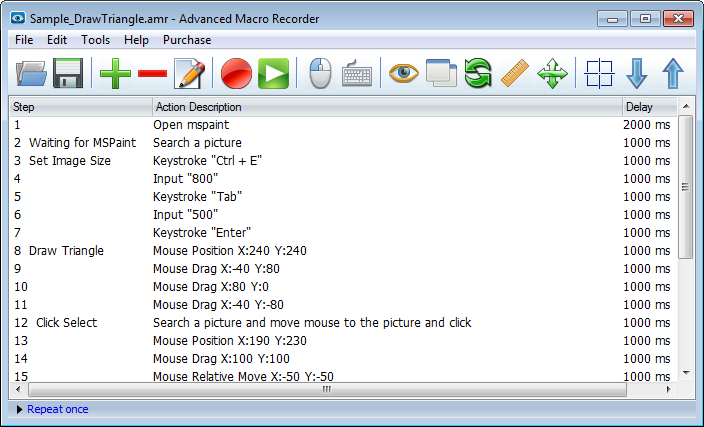 Sample_DrawTriangle.amr - Advanced Macro Recorder
File Edit Tools Help Purchase
Step Action Description Delay
1 Open mspaint 2000 ms
2 Waiting for MSPaint Search a picture 1000 ms
3 Set Image Size Keystroke "Ctrl + E" 1000 ms
4 Input "800" 1000 ms
5 Keystroke "Tab" 1000 ms
6 Input "500" 1000 ms
7 Keystroke "Enter" 1000 ms
8 Draw Triangle Mouse Position X:240 Y:240 1000 ms
9 Mouse Drag X:-40 Y:80 1000 ms
10 Mouse Drag X:80 Y:0 1000 ms
11 Mouse Drag X:-40 Y:-80 1000 ms
12 Click Select Search a picture and move mouse to the picture and click 1000 ms
13 Mouse Position X:190 Y:230 1000 ms
14 Mouse Drag X:100 Y:100 1000 ms
15 Mouse Relative Move X:-50 Y:-50 1000 ms
Repeat once